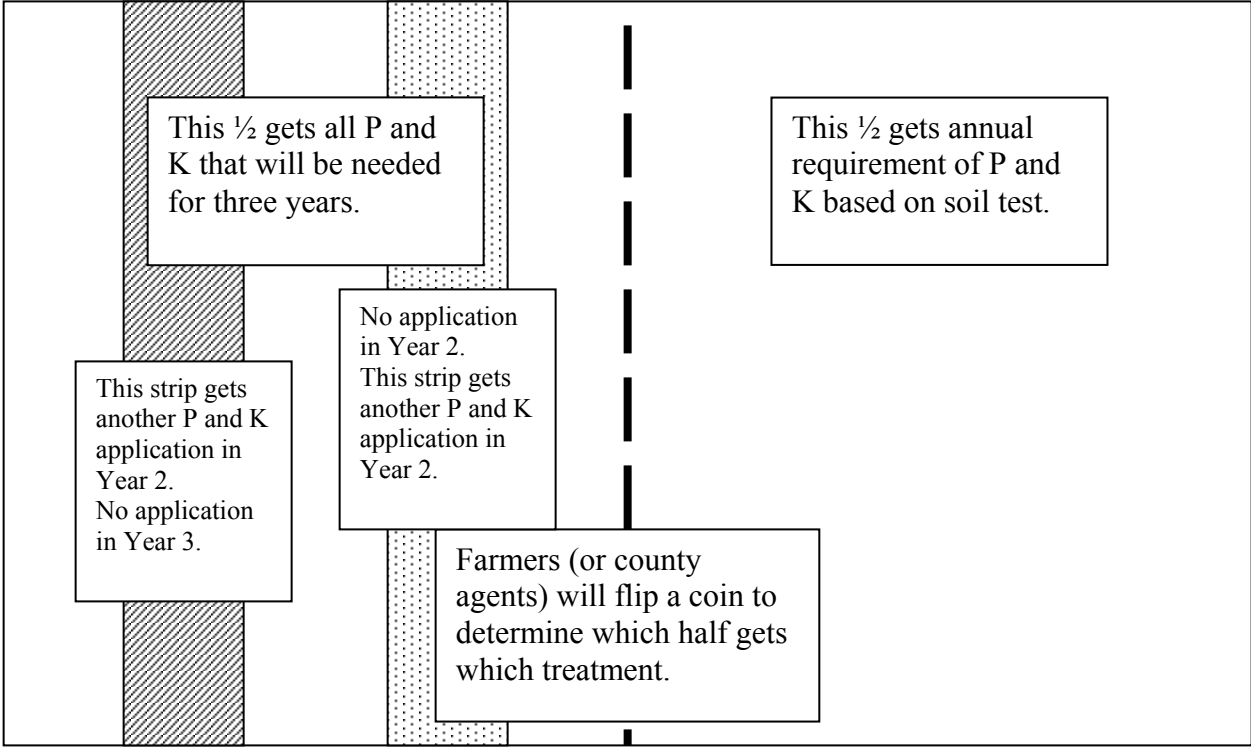 This ½ gets all P and
K that will be needed
for three years.
This ½ gets annual
requirement of P and
K based on soil test.
No application
in Year 2.
This strip gets
another P and K
application in
Year 2.
This strip gets
another P and K
application in
Year 2.
No application
in Year 3.
Farmers (or county
agents) will flip a coin to
determine which half gets
which treatment.